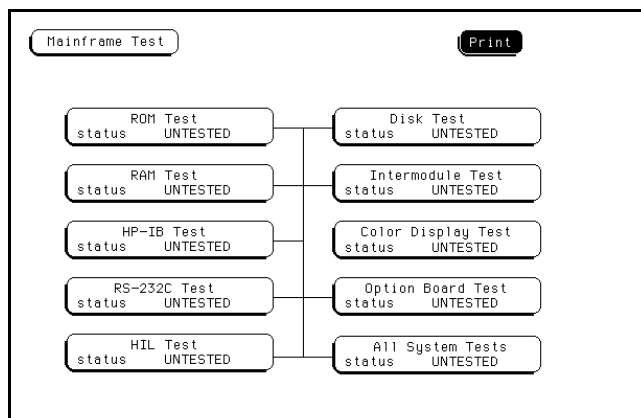 Mainframe Test
Print
ROM Test
status UNTESTED
Disk Test
status UNTESTED
RAM Test
status UNTESTED
Intermodule Test
status UNTESTED
HP-IB Test
status UNTESTED
Color Display Test
status UNTESTED
RS-232C Test
status UNTESTED
Option Board Test
status UNTESTED
HIL Test
status UNTESTED
All System Tests
status UNTESTED